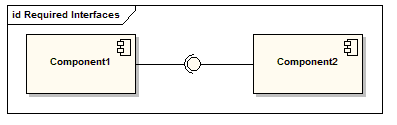 id Required Interfaces
Component1
Component2